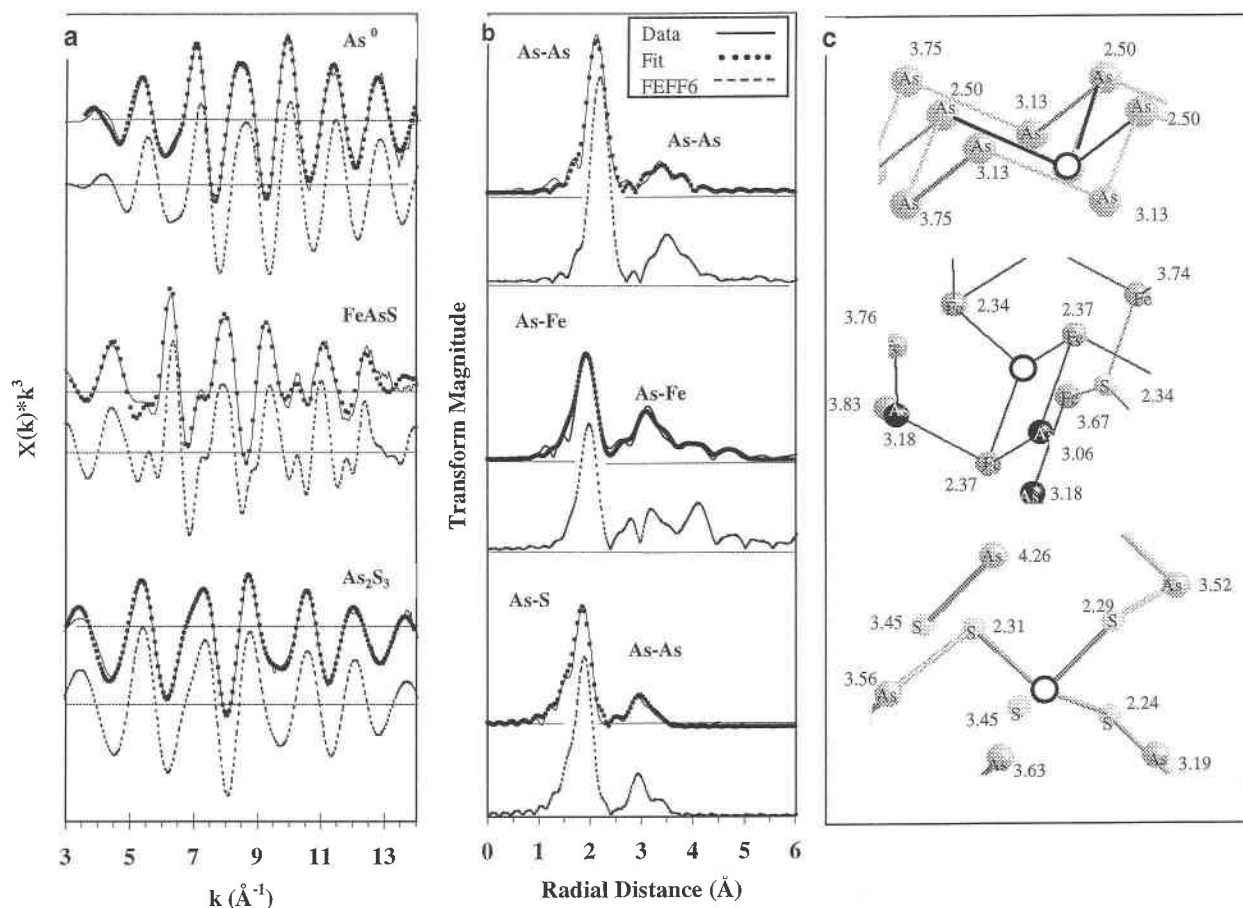 a
As⁰
FeAsS
As₂S₃
X(k)*k³
3 5 7 9 11 13
k (Å⁻¹)
b
Data
Fit
FEFF6
As-As
As-As
As-Fe
As-Fe
As-S
As-As
Transform Magnitude
0 1 2 3 4 5 6
Radial Distance (Å)
c
3.75
2.50
As
As
2.50
3.13
As
As
2.50
As
As
3.13
As
As
3.75
3.13
3.74
Fe
Fe
2.34
2.37
3.76
Fe
Fe
Fe
S
2.34
3.83
As
3.67
3.18
As
3.06
Fe
2.37
As
3.18
As
4.26
As
3.52
2.29
3.45
S
S
2.31
S
3.56
As
2.24
3.45
S
S
As
3.63
As
3.19